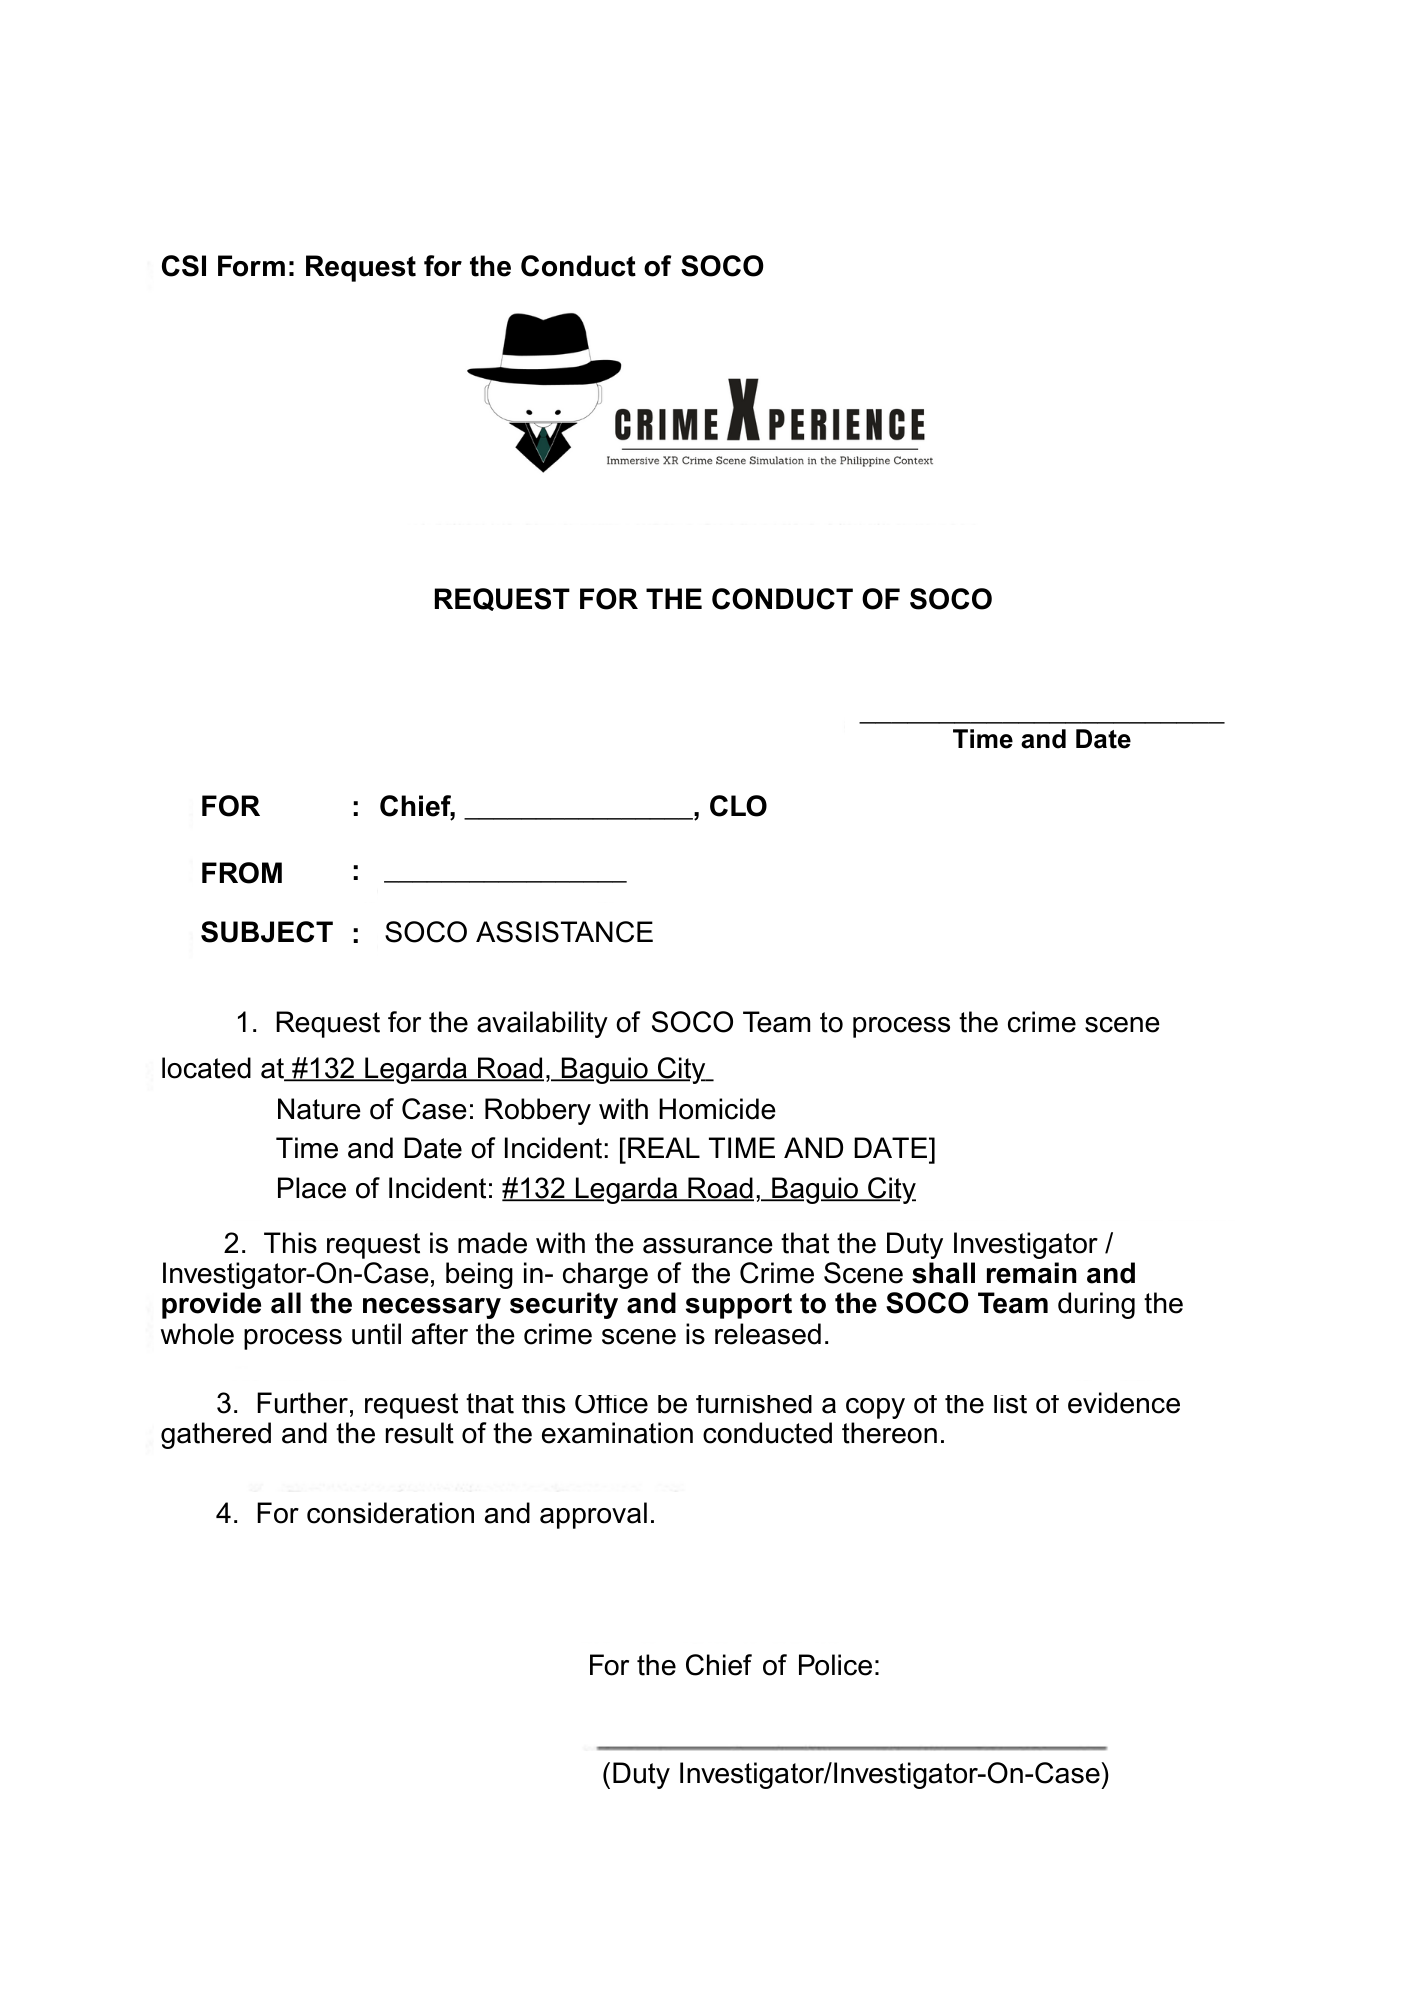 CSI Form: Request for the Conduct of SOCO
CRIMEXPERIENCE
Immersive XR Crime Scene Simulation in the Philippine Context
REQUEST FOR THE CONDUCT OF SOCO
________________________
Time and Date
FOR : Chief, _______________, CLO
FROM : ________________
SUBJECT : SOCO ASSISTANCE
1. Request for the availability of SOCO Team to process the crime scene
located at #132 Legarda Road, Baguio City
Nature of Case: Robbery with Homicide
Time and Date of Incident: [REAL TIME AND DATE]
Place of Incident: #132 Legarda Road, Baguio City
2. This request is made with the assurance that the Duty Investigator /
Investigator-On-Case, being in- charge of the Crime Scene shall remain and
provide all the necessary security and support to the SOCO Team during the
whole process until after the crime scene is released.
3. Further, request that this Office be furnished a copy of the list of evidence
gathered and the result of the examination conducted thereon.
4. For consideration and approval.
For the Chief of Police:
(Duty Investigator/Investigator-On-Case)